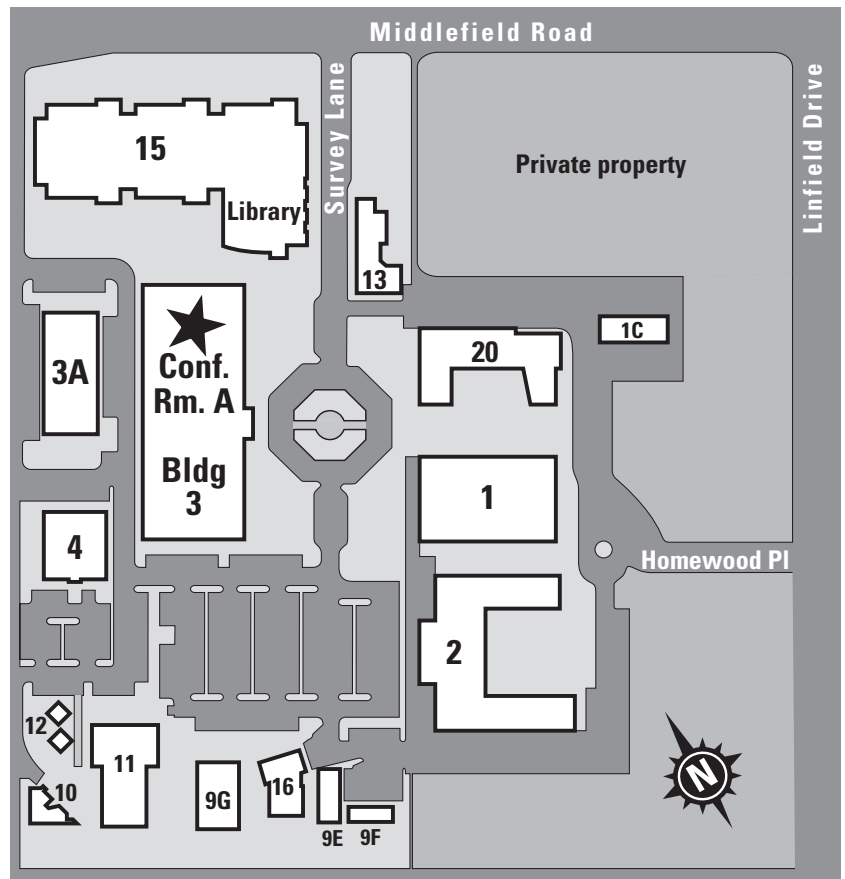 Middlefield Road
Survey Lane
Linfield Drive
15
Library
Private property
13
1C
20
3A
Conf.
Rm. A
Bldg
3
1
4
Homewood Pl
2
12
11
10
9G
16
9E
9F
N